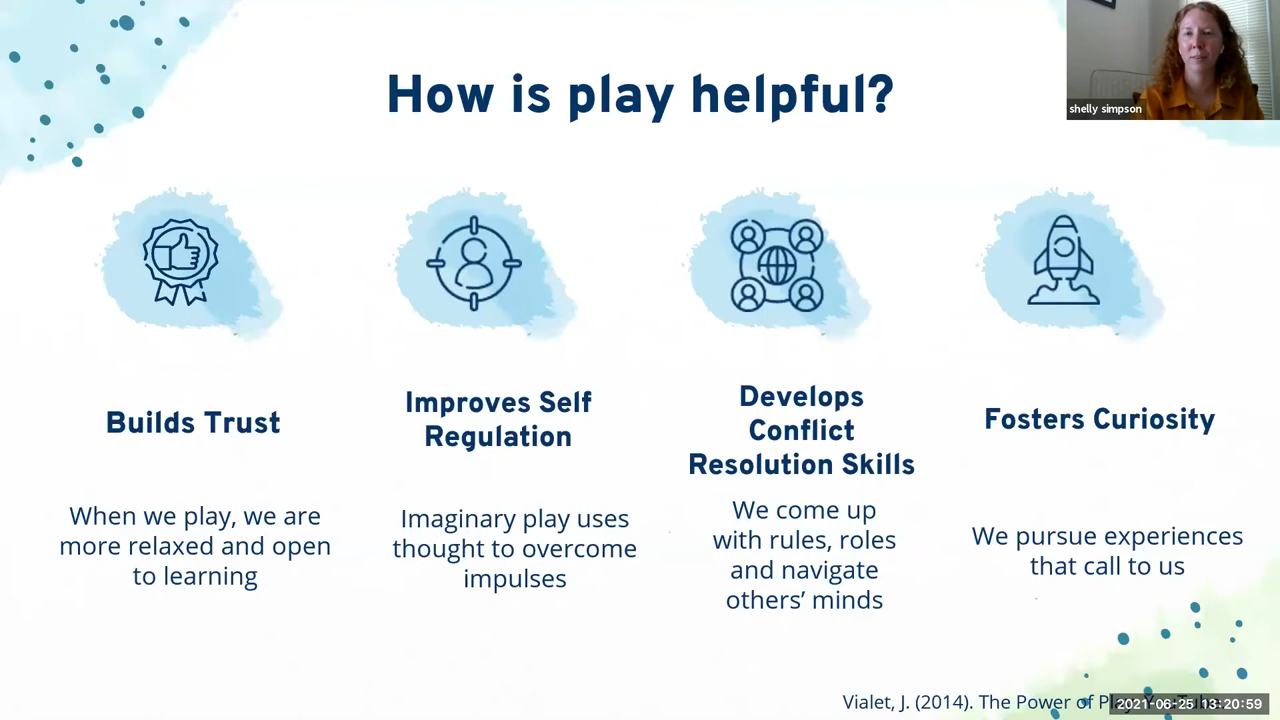 How is play helpful?
shelly simpson
Builds Trust
When we play, we are
more relaxed and open
to learning
Improves Self
Regulation
Imaginary play uses
thought to overcome
impulses
Develops
Conflict
Resolution Skills
We come up
with rules, roles
and navigate
others’ minds
Fosters Curiosity
We pursue experiences
that call to us
Vialet, J. (2014). The Power of Play
2021-06-25 13:20:59